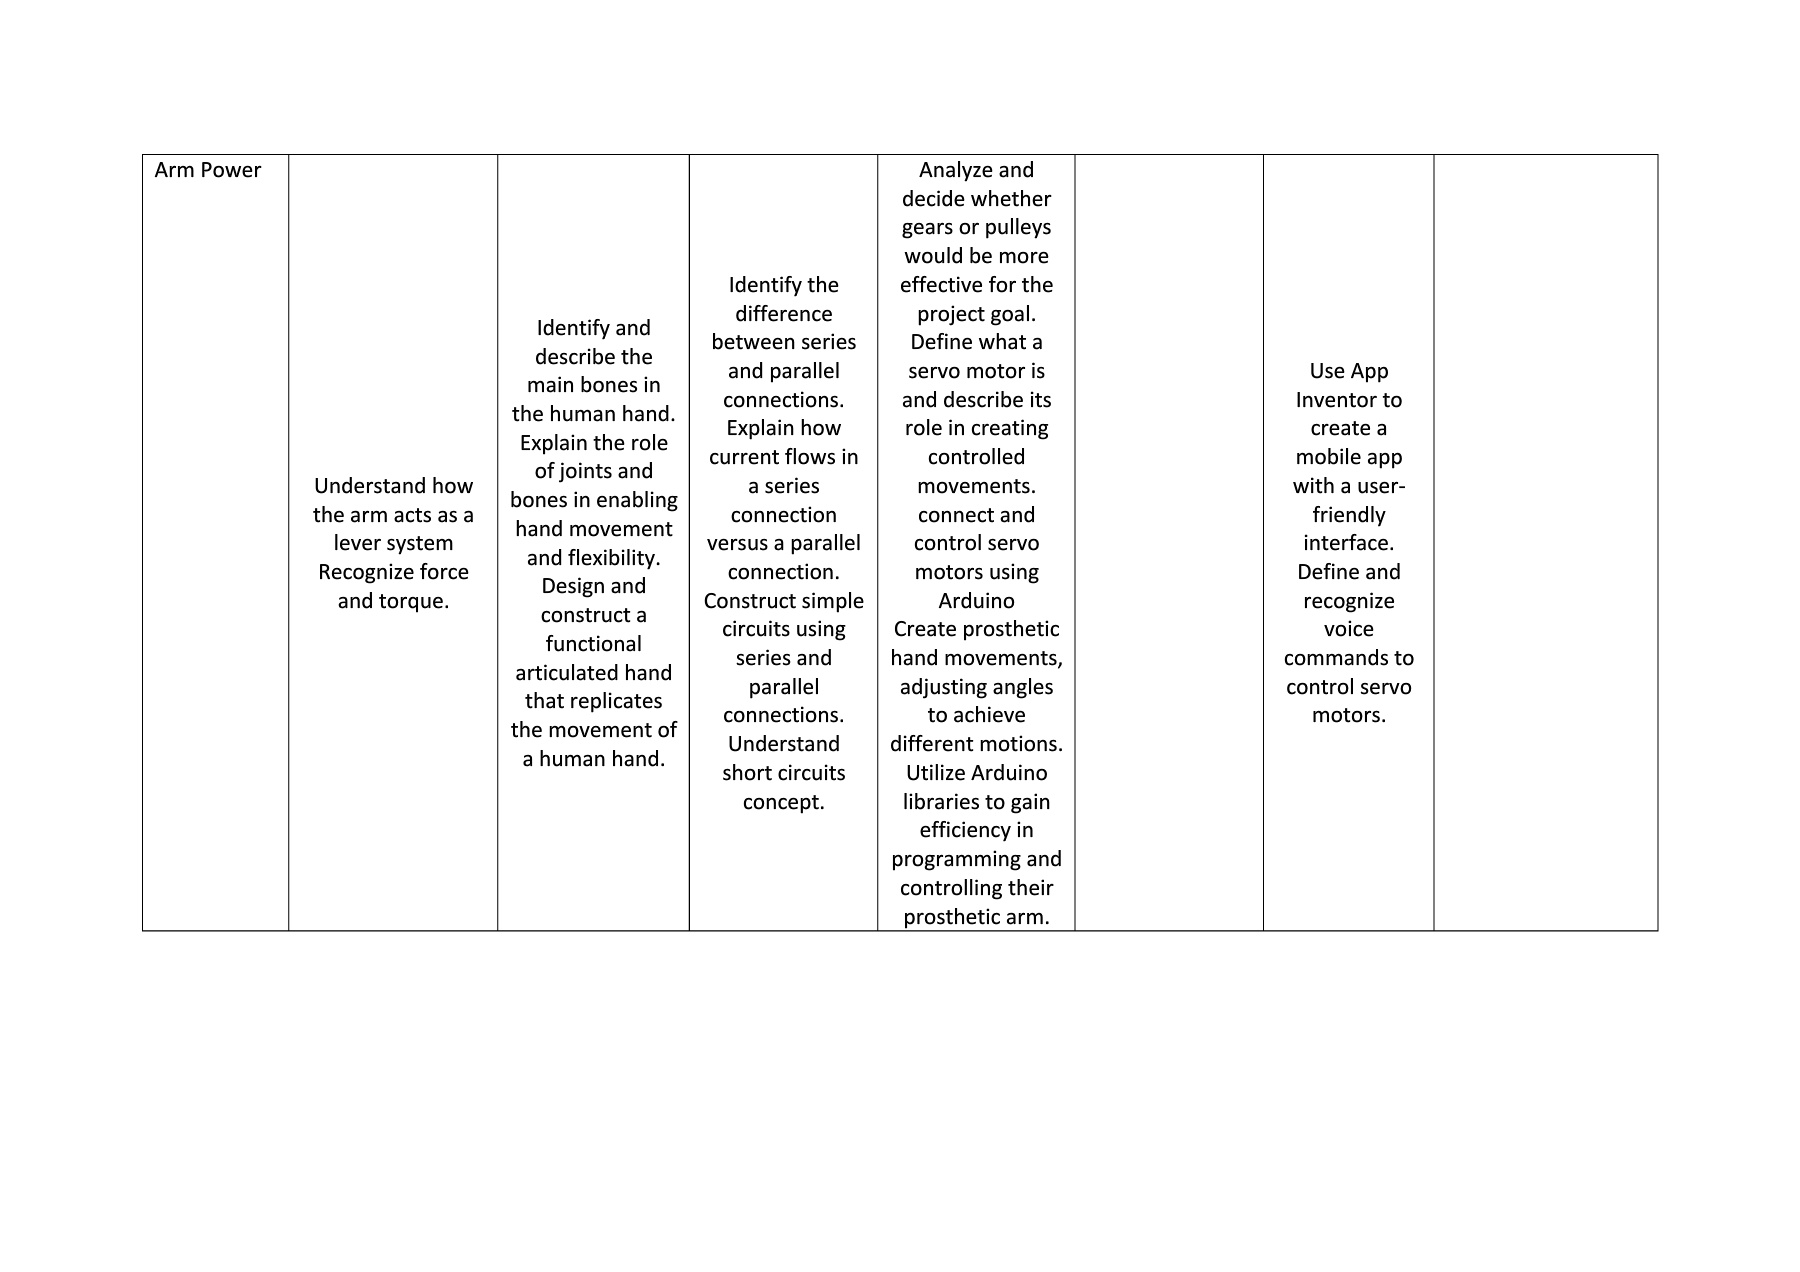 Arm Power
Understand how
the arm acts as a
lever system
Recognize force
and torque.
Identify and
describe the
main bones in
the human hand.
Explain the role
of joints and
bones in enabling
hand movement
and flexibility.
Design and
construct a
functional
articulated hand
that replicates
the movement of
a human hand.
Identify the
difference
between series
and parallel
connections.
Explain how
current flows in
a series
connection
versus a parallel
connection.
Construct simple
circuits using
series and
parallel
connections.
Understand
short circuits
concept.
Analyze and
decide whether
gears or pulleys
would be more
effective for the
project goal.
Define what a
servo motor is
and describe its
role in creating
controlled
movements.
connect and
control servo
motors using
Arduino
Create prosthetic
hand movements,
adjusting angles
to achieve
different motions.
Utilize Arduino
libraries to gain
efficiency in
programming and
controlling their
prosthetic arm.
Use App
Inventor to
create a
mobile app
with a user-
friendly
interface.
Define and
recognize
voice
commands to
control servo
motors.